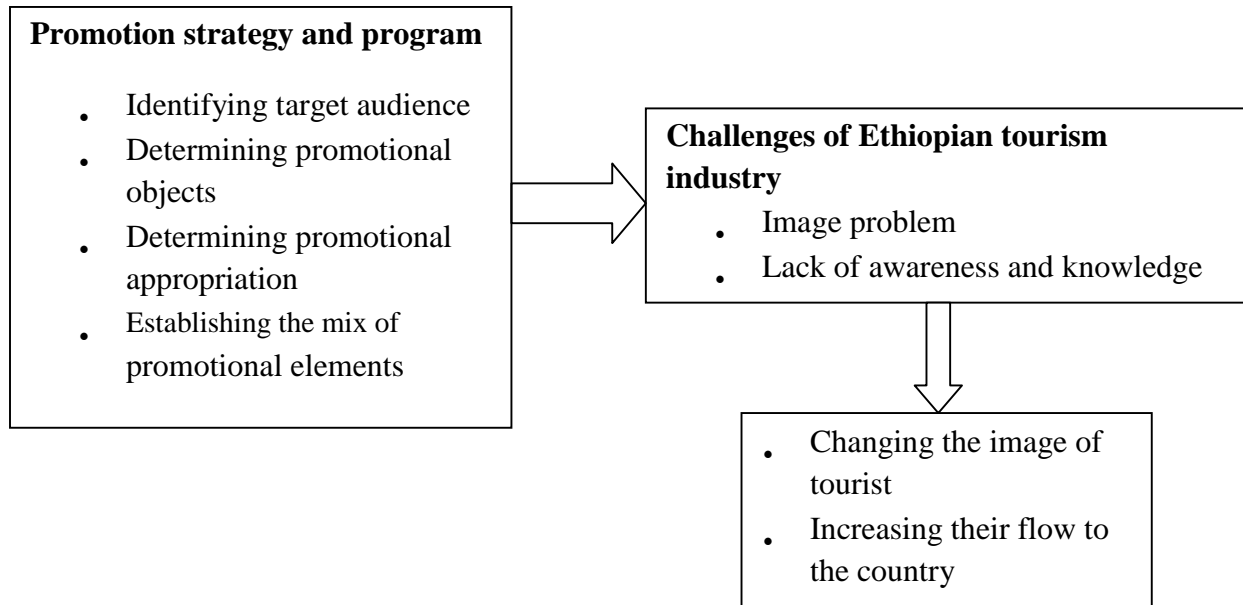 Promotion strategy and program
• Identifying target audience
• Determining promotional
objects
• Determining promotional
appropriation
• Establishing the mix of
promotional elements
Challenges of Ethiopian tourism
industry
• Image problem
• Lack of awareness and knowledge
• Changing the image of
tourist
• Increasing their flow to
the country